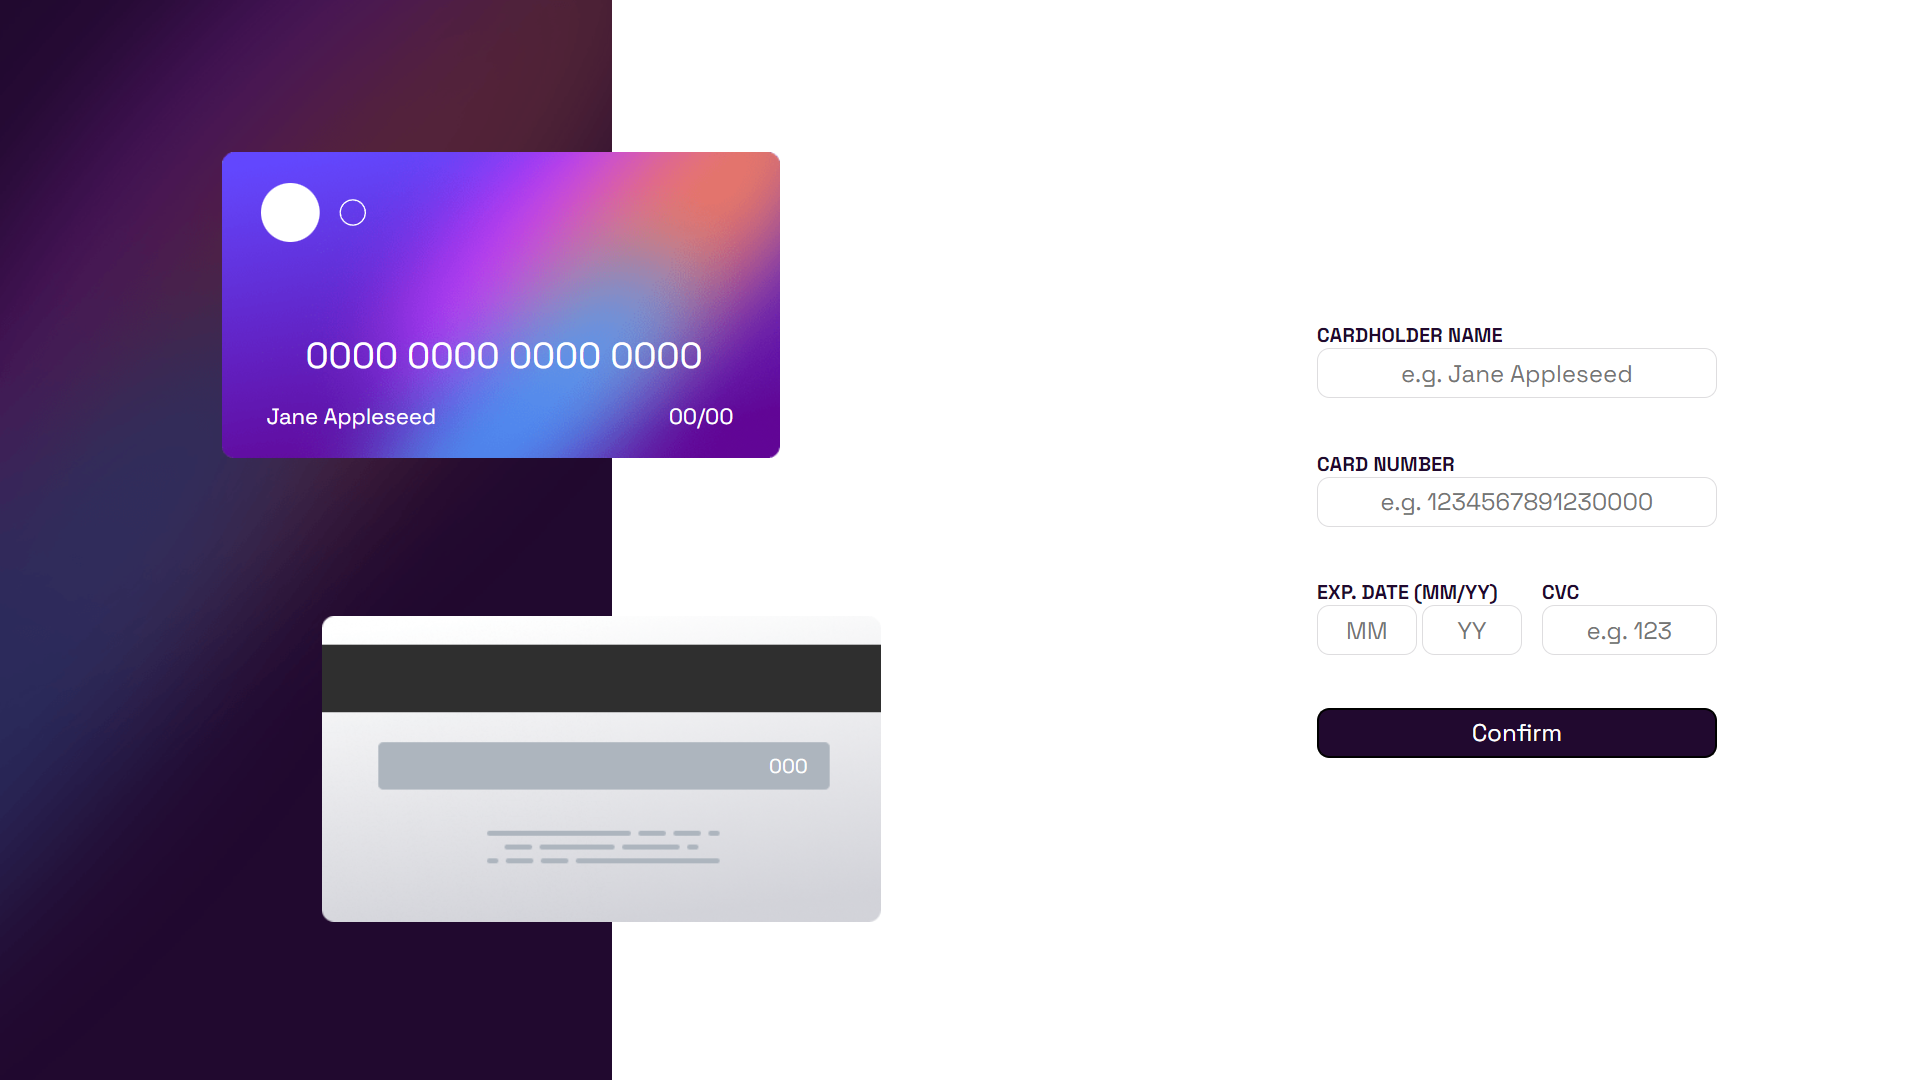 0000 0000 0000 0000
Jane Appleseed 00/00
000
CARDHOLDER NAME
e.g. Jane Appleseed
CARD NUMBER
e.g. 1234567891230000
EXP. DATE (MM/YY) CVC
MM YY e.g. 123
Confirm